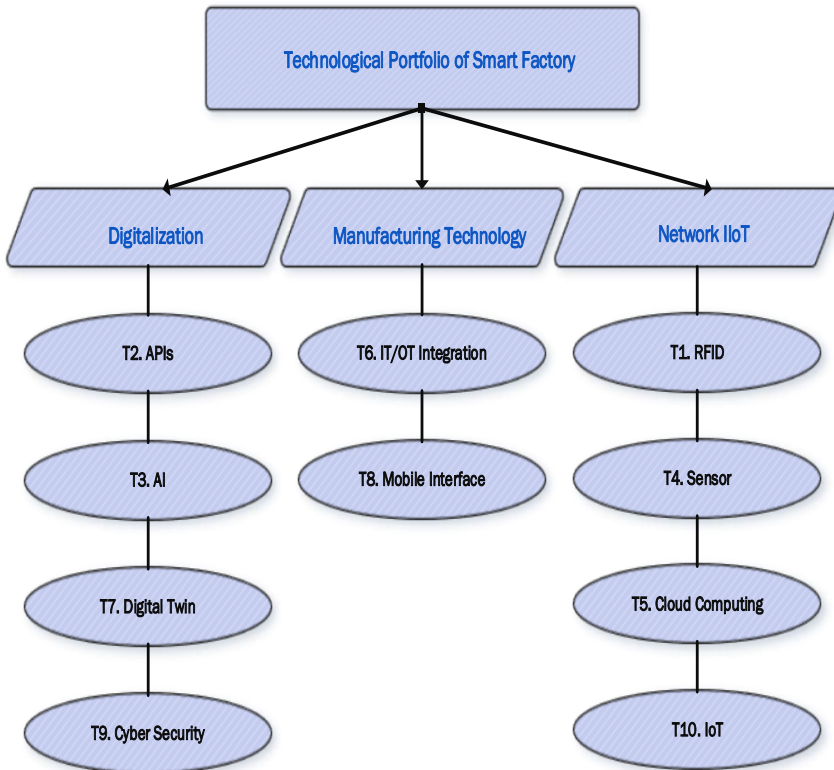 Technological Portfolio of Smart Factory
Digitalization
Manufacturing Technology
Network IIoT
T2. APIs
T6. IT/OT Integration
T1. RFID
T3. AI
T8. Mobile Interface
T4. Sensor
T7. Digital Twin
T5. Cloud Computing
T9. Cyber Security
T10. IoT